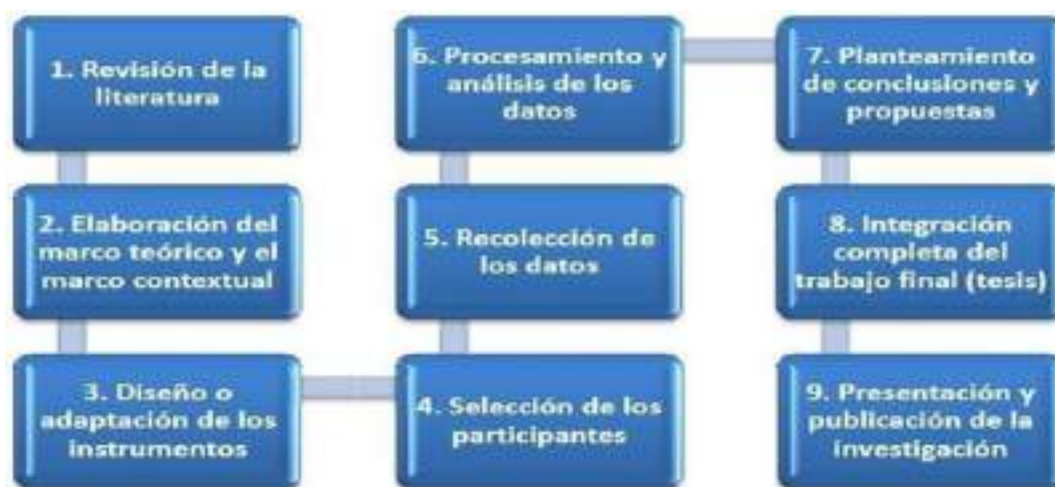 1. Revisión de la
literatura
2. Elaboración del
marco teórico y el
marco contextual
3. Diseño o
adaptación de los
instrumentos
4. Selección de los
participantes
5. Recolección de
los datos
6. Procesamiento y
análisis de los
datos
7. Planteamiento
de conclusiones y
propuestas
8. Integración
completa del
trabajo final (tesis)
9. Presentación y
publicación de la
investigación